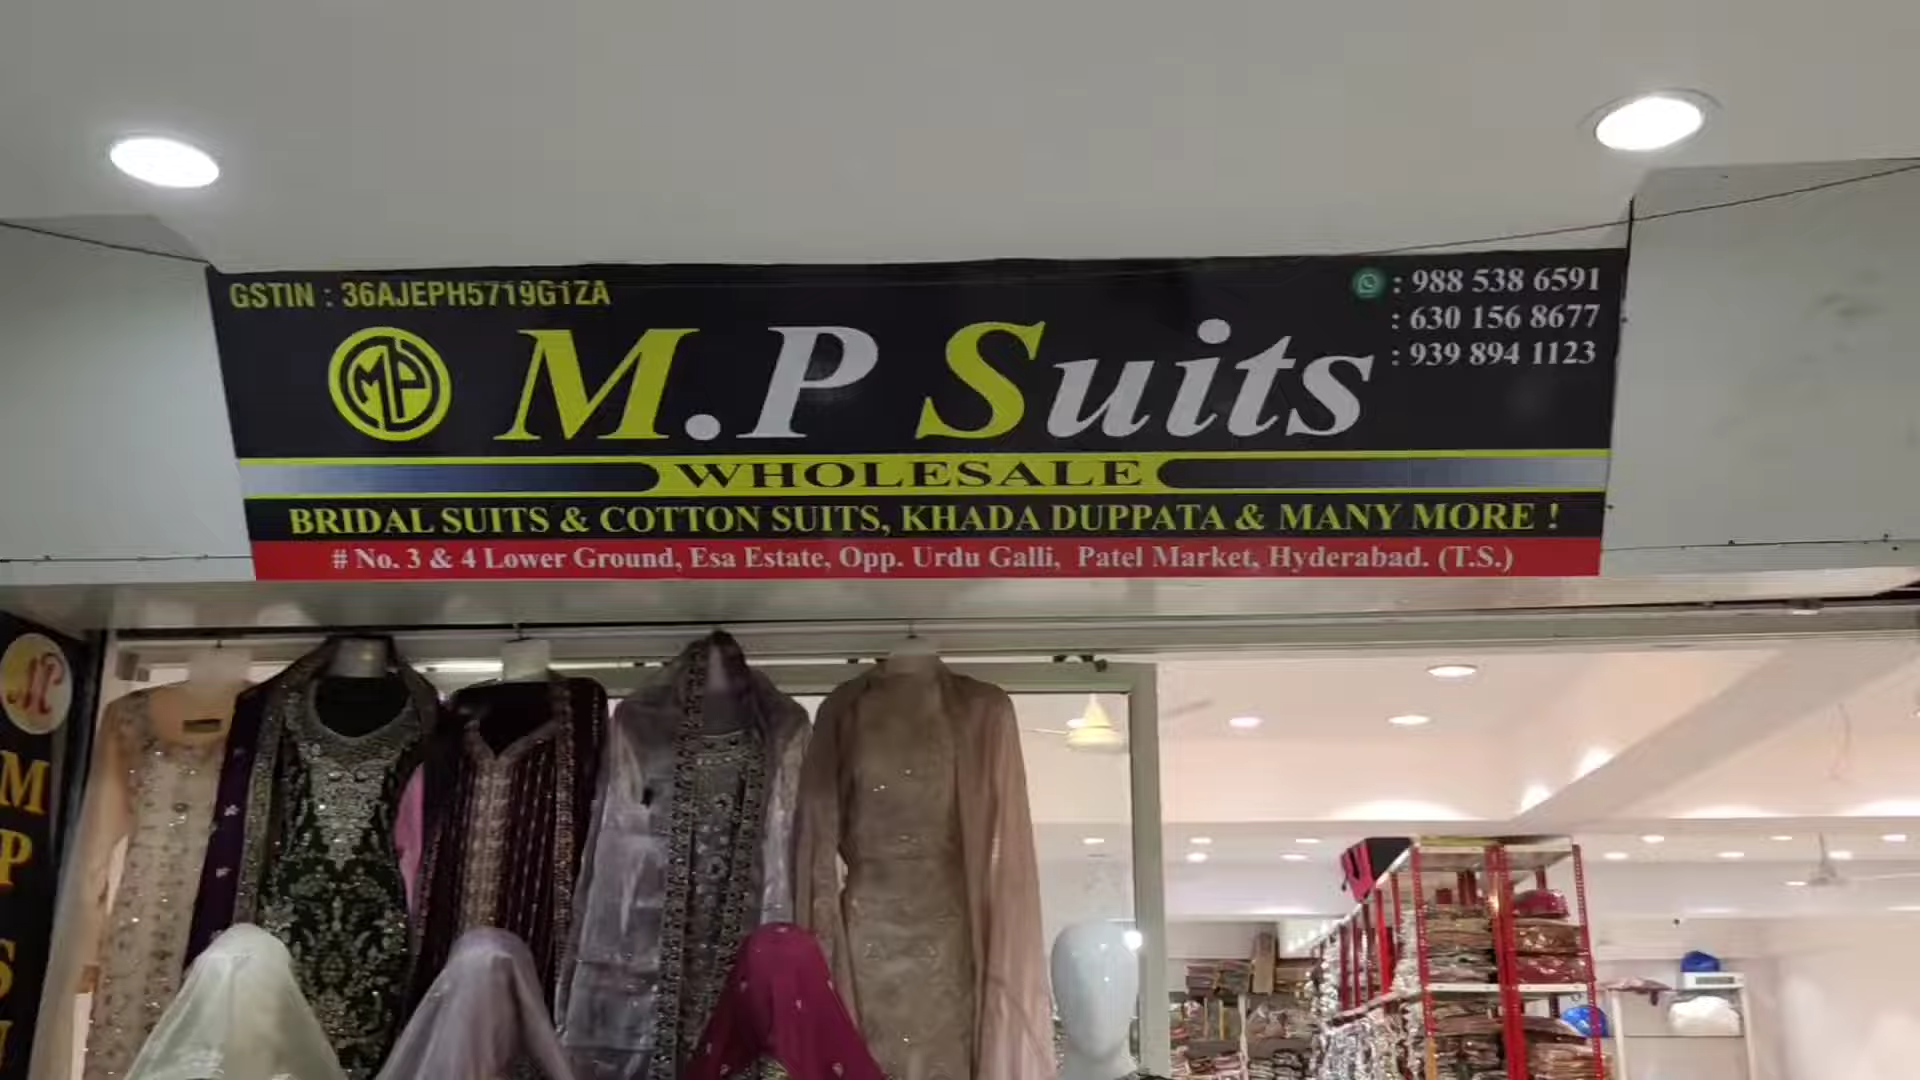 GSTIN : 36AJEPH5719G1ZA
: 988 538 6591
: 630 156 8677
: 939 894 1123
MP M.P Suits
WHOLESALE
BRIDAL SUITS & COTTON SUITS, KHADA DUPPATA & MANY MORE !
# No. 3 & 4 Lower Ground, Esa Estate, Opp. Urdu Galli, Patel Market, Hyderabad. (T.S.)
M
P
S